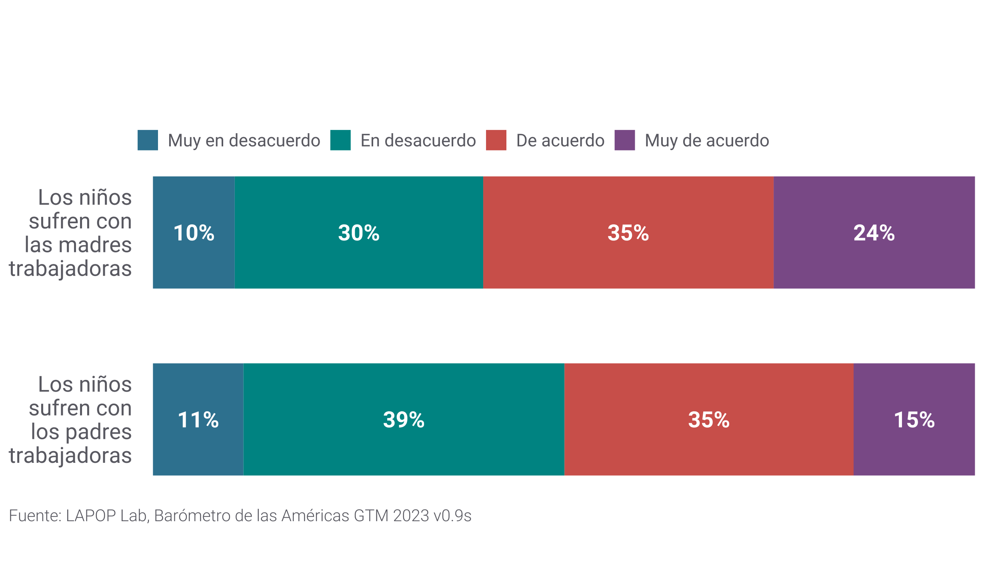 Muy en desacuerdo En desacuerdo De acuerdo Muy de acuerdo
Los niños
sufren con
las madres
trabajadoras
10% 30% 35% 24%
Los niños
sufren con
los padres
trabajadoras
11% 39% 35% 15%
Fuente: LAPOP Lab, Barómetro de las Américas GTM 2023 v0.9s